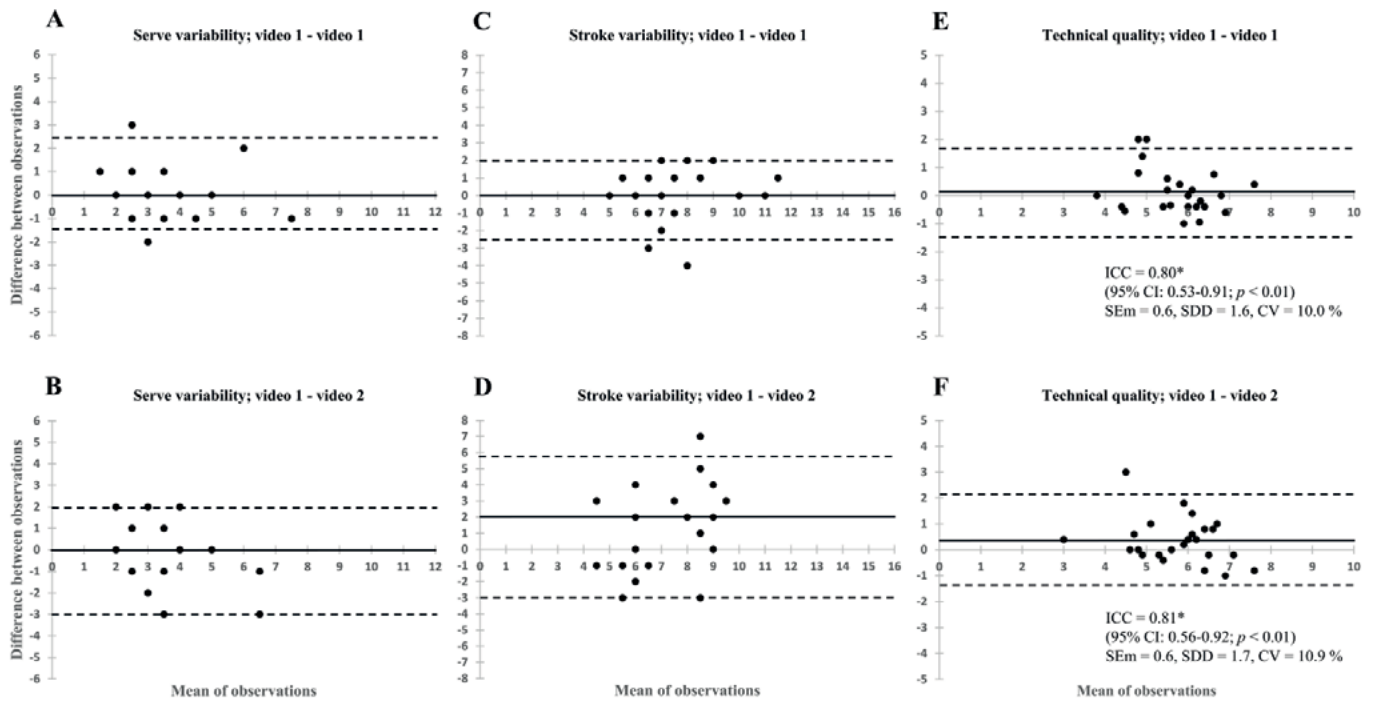 A
Serve variability; video 1 - video 1
Difference between observations
6
5
4
3
2
1
0
-1
-2
-3
-4
-5
-6
0 1 2 3 4 5 6 7 8 9 10 11 12
C
Stroke variability; video 1 - video 1
8
7
6
5
4
3
2
1
0
-1
-2
-3
-4
-5
-6
-7
-8
0 1 2 3 4 5 6 7 8 9 10 11 12 13 14 15 16
E
Technical quality; video 1 - video 1
5
4
3
2
1
0
-1
-2
-3
-4
-5
0 1 2 3 4 5 6 7 8 9 10
ICC = 0.80*
(95% CI: 0.53-0.91; p < 0.01)
SEm = 0.6, SDD = 1.6, CV = 10.0 %
B
Serve variability; video 1 - video 2
Difference between observations
6
5
4
3
2
1
0
-1
-2
-3
-4
-5
-6
0 1 2 3 4 5 6 7 8 9 10 11 12
Mean of observations
D
Stroke variability; video 1 - video 2
8
7
6
5
4
3
2
1
0
-1
-2
-3
-4
-5
-6
-7
-8
0 1 2 3 4 5 6 7 8 9 10 11 12 13 14 15 16
F
Technical quality; video 1 - video 2
5
4
3
2
1
0
-1
-2
-3
-4
-5
0 1 2 3 4 5 6 7 8 9 10
ICC = 0.81*
(95% CI: 0.56-0.92; p < 0.01)
SEm = 0.6, SDD = 1.7, CV = 10.9 %
Mean of observations